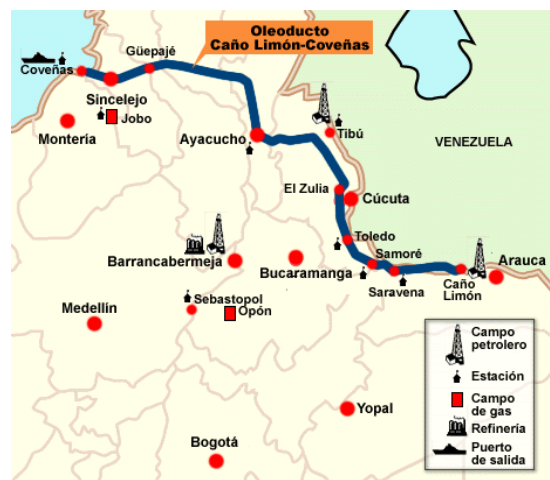 Oleoducto
Caño Limón-Coveñas
Güepajé
Coveñas
Sincelejo
Jobo
Montería
Ayacucho
Tibú
VENEZUELA
El Zulia
Cúcuta
Toledo
Samoré
Barrancabermeja
Bucaramanga
Saravena
Caño
Limón
Arauca
Sebastopol
Opón
Medellín
Yopal
Bogotá
Campo
petrolero
Estación
Campo
de gas
Refinería
Puerto
de salida